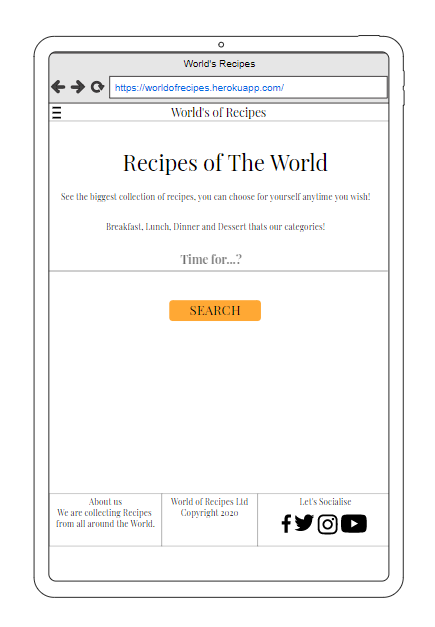 World's Recipes
https://worldofrecipes.herokuapp.com/
World's of Recipes
Recipes of The World
See the biggest collection of recipes, you can choose for yourself anytime you wish!
Breakfast, Lunch, Dinner and Dessert thats our categories!
Time for...?
SEARCH
About us
We are collecting Recipes
from all around the World.
World of Recipes Ltd
Copyright 2020
Let's Socialise